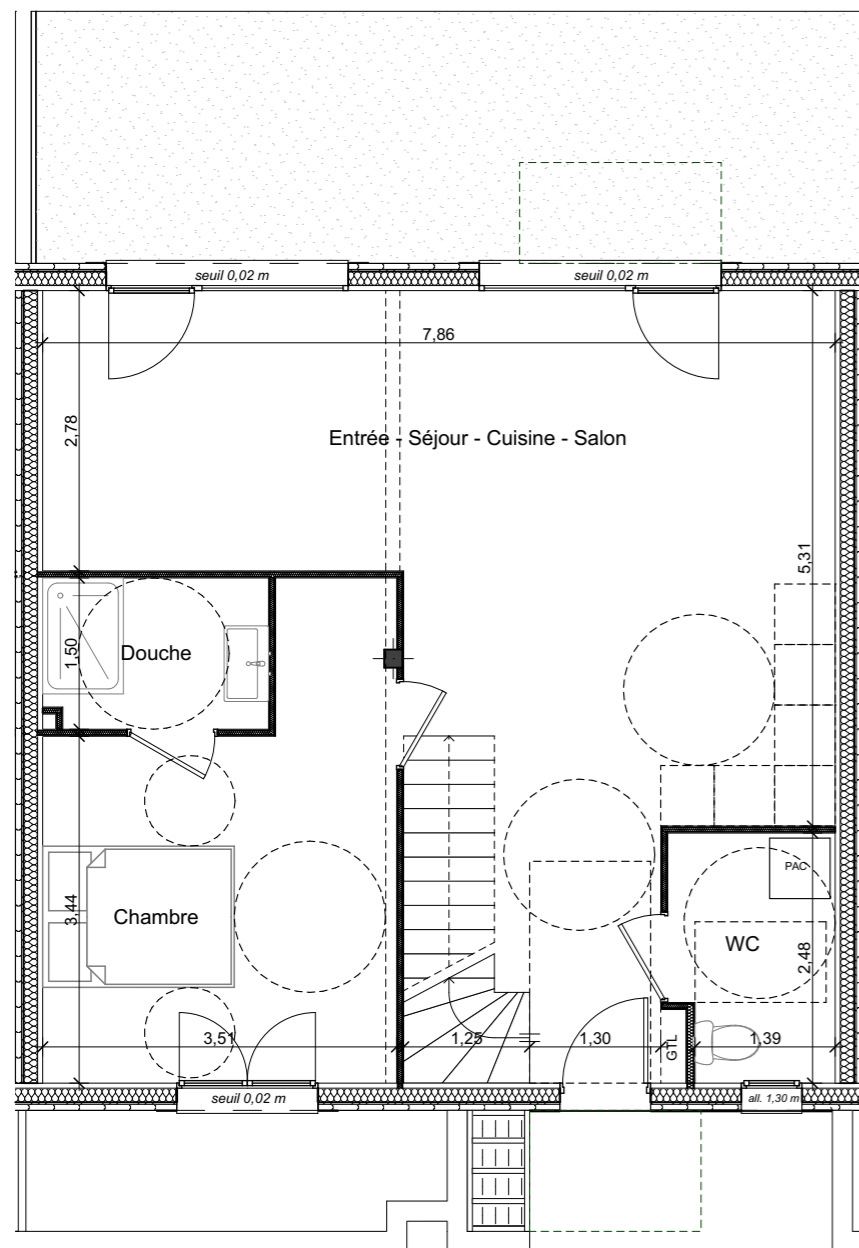 seuil 0,02 m
seuil 0,02 m
7,86
2,78
Entrée - Séjour - Cuisine - Salon
5,31
1,50
Douche
PAC
Chambre
3,44
WC
2,48
3,51
1,25
1,30
GTL
1,39
seuil 0,02 m
all. 1,30 m